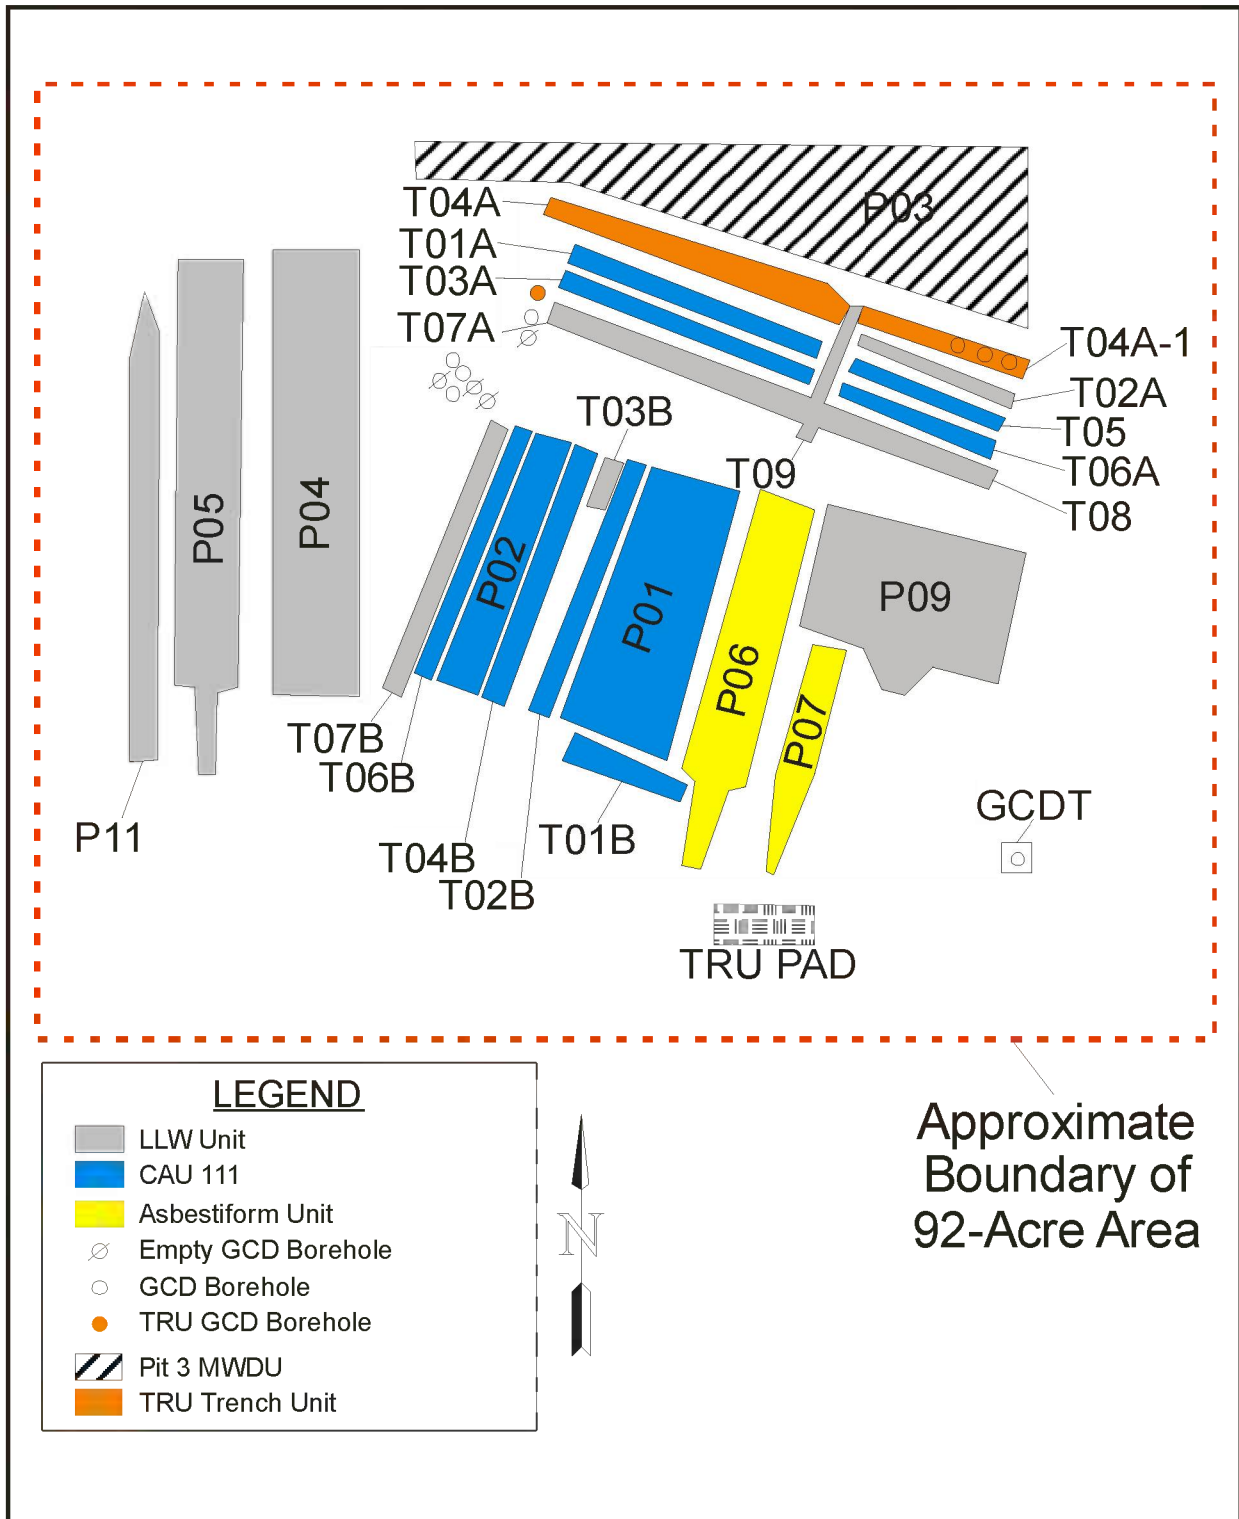 P03
T04A
T01A
T03A
T07A
T04A-1
T02A
T05
T06A
T08
T09
T03B
P05
P04
P02
P01
P06
P07
P09
T07B
T06B
T04B
T02B
T01B
P11
GCDT
TRU PAD
LEGEND
LLW Unit
CAU 111
Asbestiform Unit
Empty GCD Borehole
GCD Borehole
TRU GCD Borehole
Pit 3 MWDU
TRU Trench Unit
N
Approximate
Boundary of
92-Acre Area